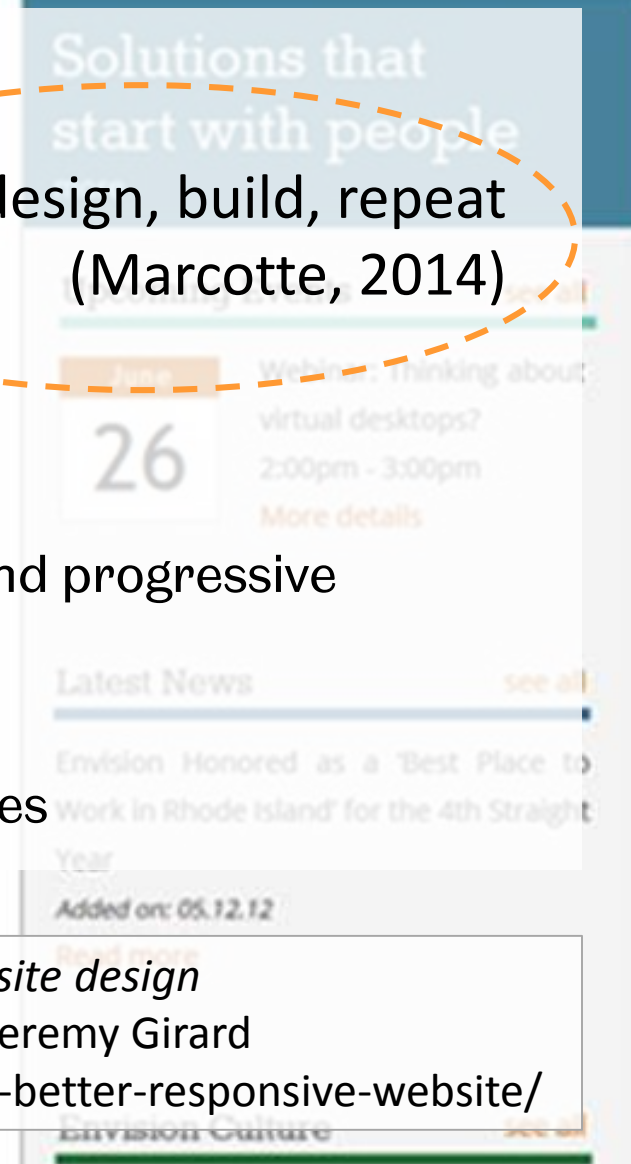 Solutions that
start with people
design, build, repeat
(Marcotte, 2014)
Upcoming Events see all
June
26
Webinar: Thinking about
virtual desktops?
2:00pm - 3:00pm
More details
nd progressive
Latest News see all
Envision Honored as a 'Best Place to
es
Work in Rhode Island' for the 4th Straight
Year
Added on: 05.12.12
Read more
site design
eremy Girard
-better-responsive-website/
Envision Culture see all